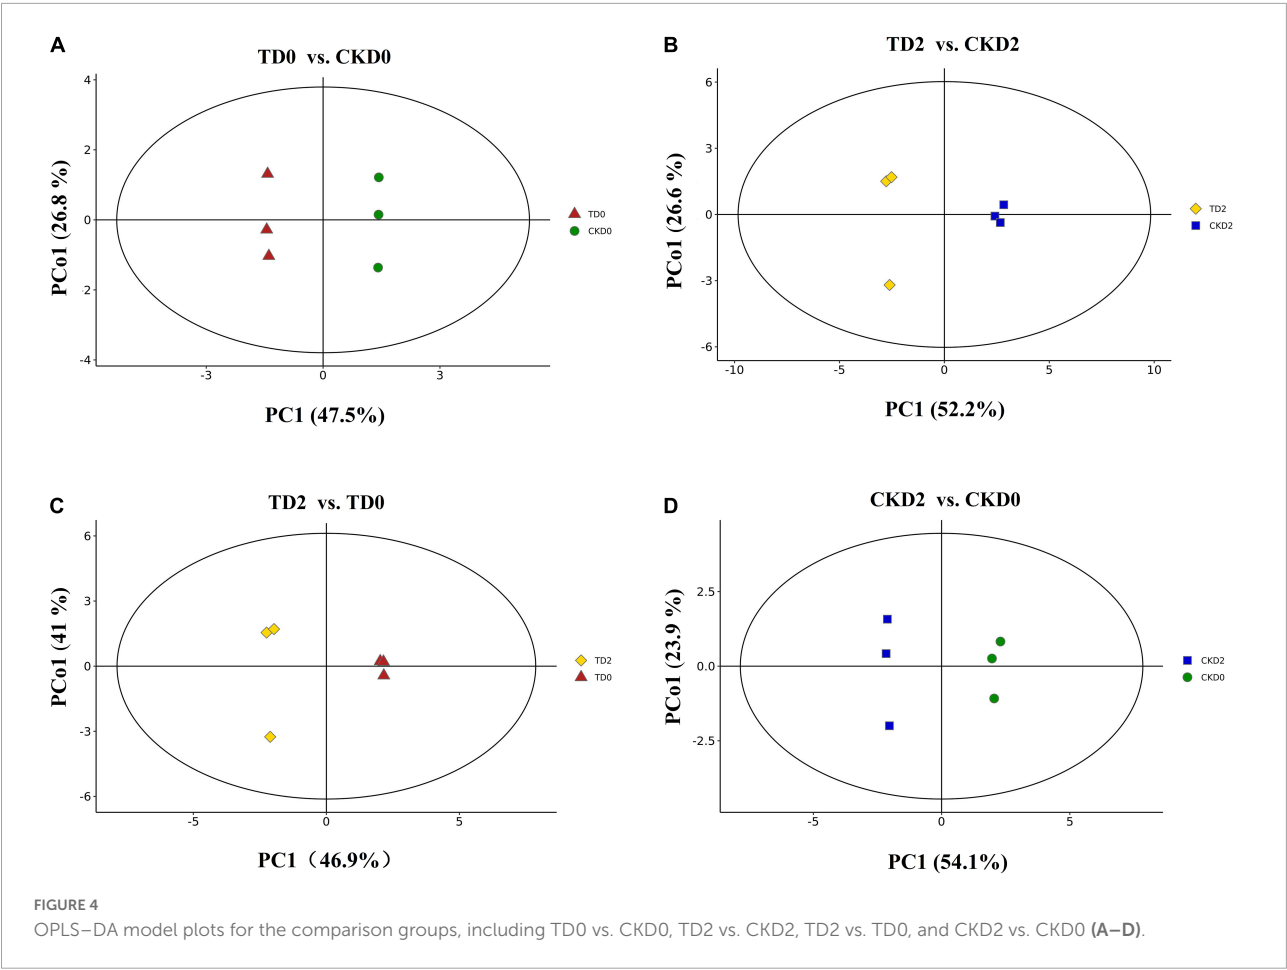 A
TD0 vs. CKD0
PCo1 (26.8 %)
4
2
0
-2
-4
-3
0
3
PC1 (47.5%)
TD0
CKD0
B
TD2 vs. CKD2
PCo1 (26.6 %)
6
3
0
-3
-6
-10
-5
0
5
10
PC1 (52.2%)
TD2
CKD2
C
TD2 vs. TD0
PCo1 (41 %)
6
3
0
-3
-6
-5
0
5
PC1（46.9%）
TD2
TD0
D
CKD2 vs. CKD0
PCo1 (23.9 %)
2.5
0.0
-2.5
-5
0
5
PC1 (54.1%)
CKD2
CKD0
FIGURE 4
OPLS–DA model plots for the comparison groups, including TD0 vs. CKD0, TD2 vs. CKD2, TD2 vs. TD0, and CKD2 vs. CKD0 (A–D).